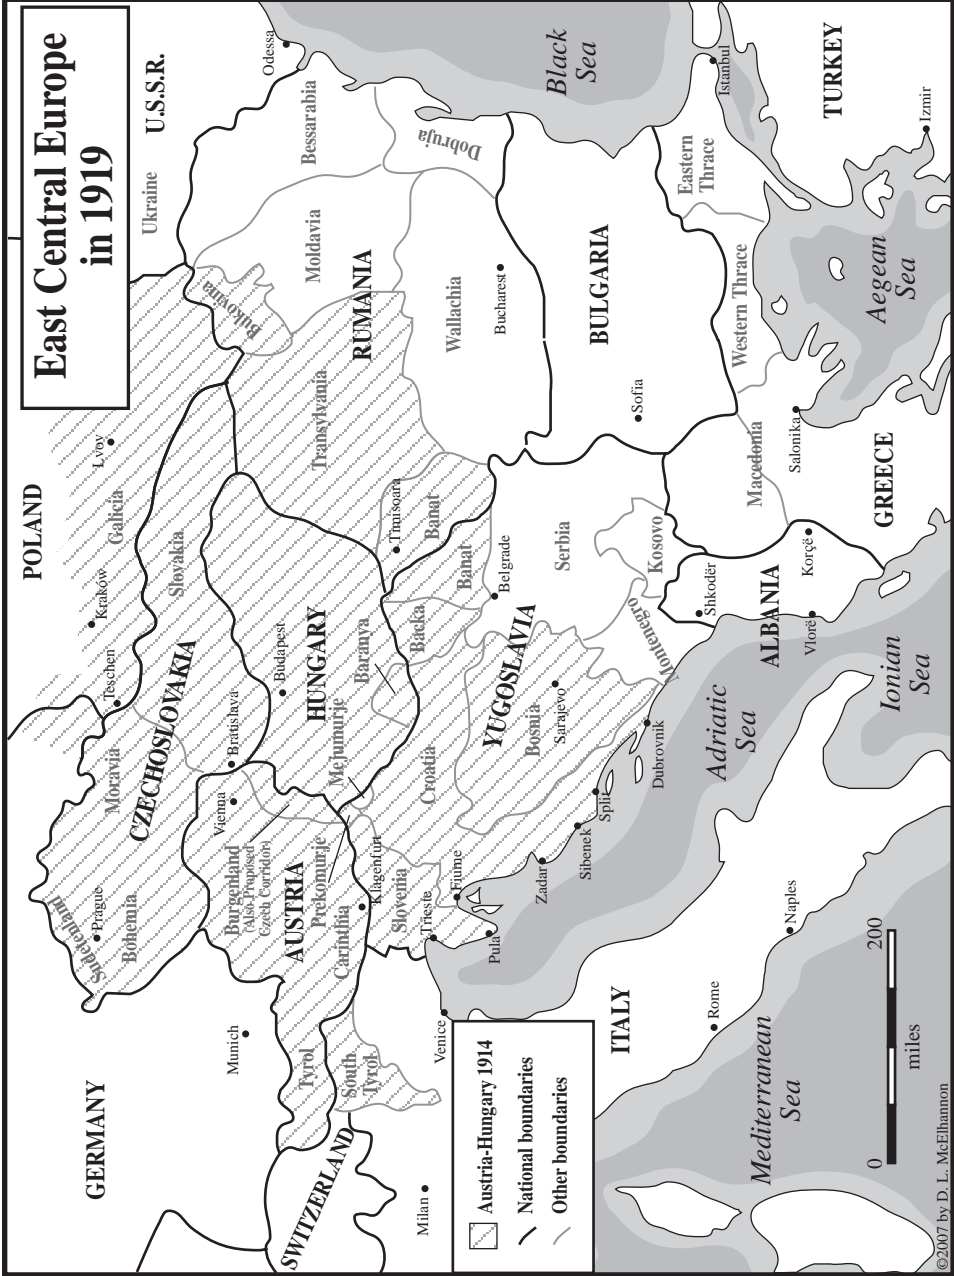 East Central Europe
in 1919
U.S.S.R.
Ukraine
Odessa
POLAND
Lvov
Galicia
Kraków
Teschen
GERMANY
Munich
Sudetenland
Prague
Bohemia
Moravia
CZECHOSLOVAKIA
Slovakia
Bratislava
Vienna
Burgenland
(Also Proposed
Czech Corridor)
AUSTRIA
Prekomurje
Carinthia
Klagenfurt
Tyrol
South
Tyrol
SWITZERLAND
Milan
Venice
HUNGARY
Budapest
Mejumurje
Baranya
Backa
Banat
Banat
Timisoara
Transylvania
Bukovina
Moldavia
Bessarabia
RUMANIA
Dobruja
Wallachia
Bucharest
Black
Sea
BULGARIA
Sofia
Eastern
Thrace
Western Thrace
Istanbul
TURKEY
Izmir
Aegean
Sea
GREECE
Salonika
Macedonia
Kosovo
Serbia
Belgrade
YUGOSLAVIA
Croatia
Slovenia
Bosnia
Sarajevo
Montenegro
Trieste
Fiume
Pula
Zadar
Sibenek
Split
Dubrovnik
ALBANIA
Shkodër
Korçë
Vlorë
Adriatic
Sea
Ionian
Sea
ITALY
Rome
Naples
Mediterranean
Sea
Austria-Hungary 1914
National boundaries
Other boundaries
0
200
miles
©2007 by D. L. McElhannon